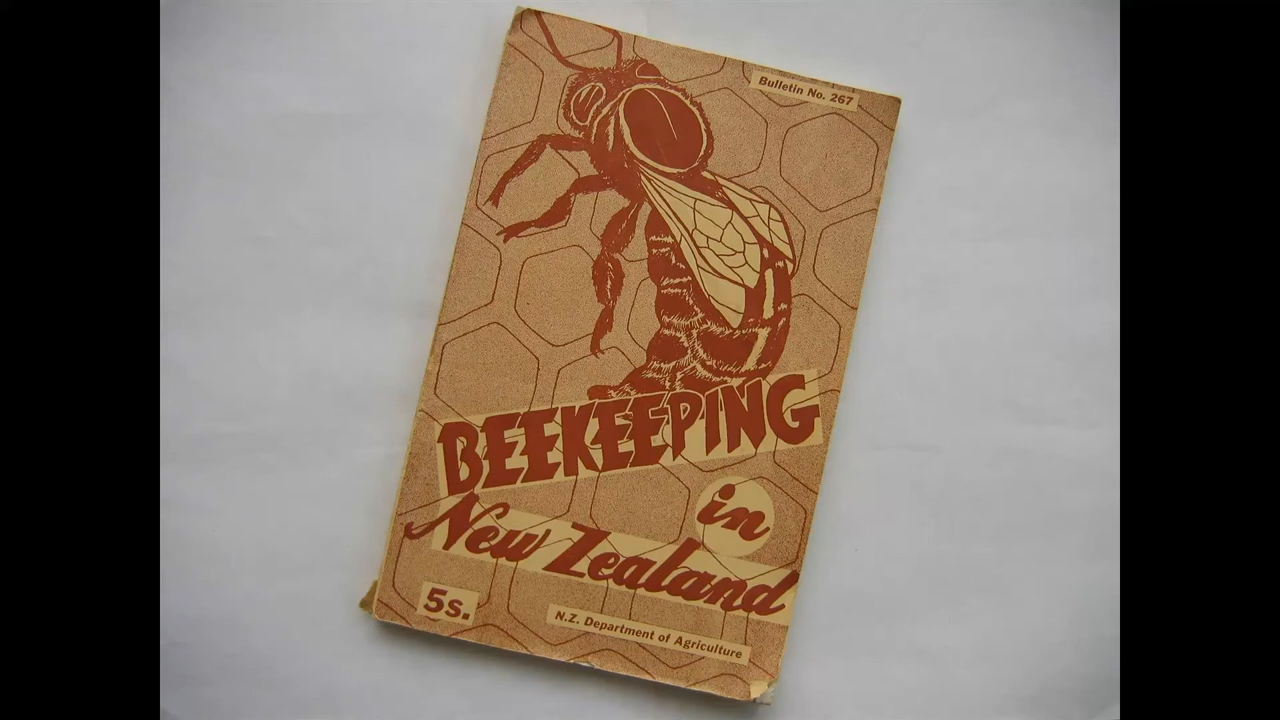 Bulletin No. 267
BEEKEEPING
in
New Zealand
5s.
N.Z. Department of Agriculture